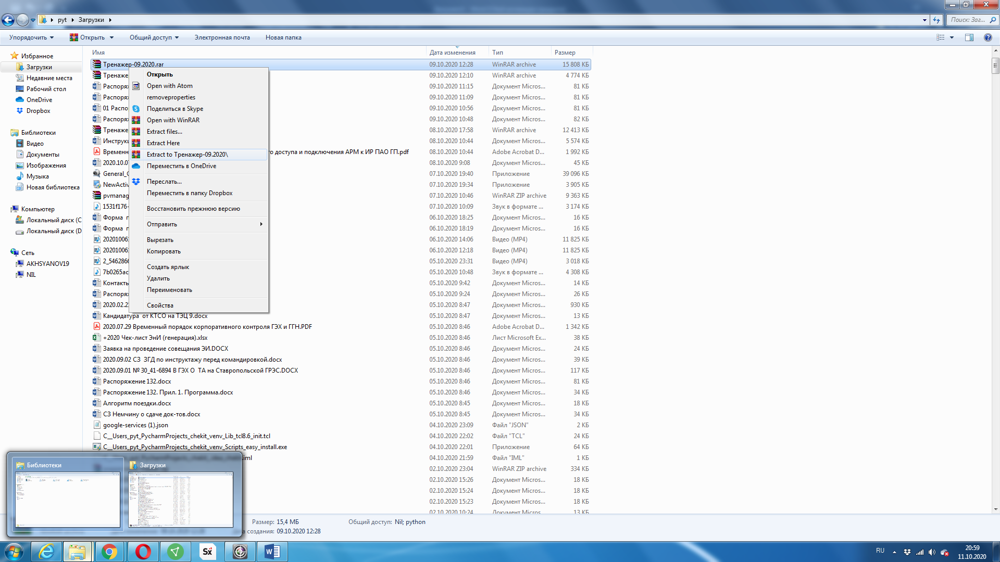 pyt
Загрузки
Поиск: Заг...
Упорядочить
Открыть
Общий доступ
Электронная почта
Новая папка
Избранное
Загрузки
Недавние места
Рабочий стол
OneDrive
Dropbox
Библиотеки
Видео
Документы
Изображения
Музыка
Новая библиотека
Компьютер
Локальный диск (C
Локальный диск (D
Сеть
AKHSYANOV19
NIL
Имя Дата изменения Тип Размер
Тренажер-09.2020.rar 09.10.2020 12:28 WinRAR archive 15 808 КБ
Тренаже 09.10.2020 12:10 WinRAR archive 4 774 КБ
Распоря 09.10.2020 11:15 Документ Micros... 81 КБ
Распоря 09.10.2020 11:09 Документ Micros... 81 КБ
01 Распо 09.10.2020 10:56 Документ Micros... 81 КБ
Распоря 09.10.2020 10:48 Документ Micros... 82 КБ
Тренаже 08.10.2020 17:58 WinRAR archive 12 413 КБ
Инструк 08.10.2020 10:44 Документ Micros... 5 574 КБ
Времен го доступа и подключения АРМ к ИР ПАО ГП.pdf 08.10.2020 10:44 Adobe Acrobat D... 1 992 КБ
2020.10.0 08.10.2020 9:08 Документ Micros... 45 КБ
General_ 07.10.2020 19:40 Приложение 39 096 КБ
NewActiv 07.10.2020 19:34 Приложение 3 905 КБ
pvmanag 07.10.2020 10:46 WinRAR ZIP archive 9 363 КБ
1531f176- 07.10.2020 10:09 Звук в формате ... 3 174 КБ
Форма п 06.10.2020 18:25 Документ Micros... 16 КБ
Форма п 06.10.2020 18:19 Документ Micros... 16 КБ
20201006 06.10.2020 14:06 Видео (MP4) 11 825 КБ
20201006 06.10.2020 12:18 Видео (MP4) 11 825 КБ
2_546286 05.10.2020 23:31 Видео (MP4) 3 018 КБ
7b0265ac 05.10.2020 10:48 Звук в формате ... 4 308 КБ
Контакт 05.10.2020 9:42 Документ Micros... 14 КБ
Распоря 05.10.2020 9:24 Документ Micros... 26 КБ
2020.02.2 05.10.2020 8:47 Документ Micros... 930 КБ
Кандидатура от КТСО на ТЭЦ 9.docx 05.10.2020 8:47 Документ Micros... 13 КБ
2020.07.29 Временный порядок корпоративного контроля ГЭХ и ГГН.PDF 05.10.2020 8:46 Adobe Acrobat D... 1 342 КБ
+2020 Чек-лист ЭнИ (генерация).xlsx 05.10.2020 8:46 Лист Microsoft Ex... 38 КБ
Заявка на проведение совещания ЭИ.DOCX 05.10.2020 8:46 Документ Micros... 24 КБ
2020.09.02 СЗ ЗГД по инструктажу перед командировкой.docx 05.10.2020 8:46 Документ Micros... 39 КБ
2020.09.01 № 30_41-6894 В ГЭХ О ТА на Ставропольской ГРЭС.DOCX 05.10.2020 8:46 Документ Micros... 117 КБ
Распоряжение 132.docx 05.10.2020 8:46 Документ Micros... 81 КБ
Распоряжение 132. Прил. 1. Программа.docx 05.10.2020 8:46 Документ Micros... 34 КБ
Алгоритм поездки.docx 05.10.2020 8:45 Документ Micros... 18 КБ
СЗ Немчину о сдаче док-тов.docx 05.10.2020 8:45 Документ Micros... 34 КБ
google-services (1).json 04.10.2020 23:09 Файл "JSON" 2 КБ
C__Users_pyt_PycharmProjects_chekit_venv_Lib_tcl8.6_init.tcl 04.10.2020 22:02 Файл "TCL" 24 КБ
C__Users_pyt_PycharmProjects_chekit_venv_Scripts_easy_install.exe 04.10.2020 22:01 Приложение 64 КБ
.iml 04.10.2020 21:59 Файл "IML" 1 КБ
02.10.2020 23:04 WinRAR ZIP archive 334 КБ
02.10.2020 15:26 Документ Micros... 18 КБ
02.10.2020 15:24 Документ Micros... 18 КБ
02.10.2020 15:23 Документ Micros... 18 КБ
02.10.2020 10:24 Документ Micros... 13 КБ
Открыть
Open with Atom
removeproperties
Поделиться в Skype
Open with WinRAR
Extract files...
Extract Here
Extract to Тренажер-09.2020\
Переместить в OneDrive
Переслать...
Переместить в папку Dropbox
Восстановить прежнюю версию
Отправить
Вырезать
Копировать
Создать ярлык
Удалить
Переименовать
Свойства
Библиотеки
Загрузки
Размер: 15,4 МБ Общий доступ: Nil; python
создания: 09.10.2020 12:28
Sx
RU
20:59
11.10.2020